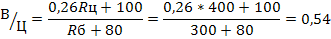 В/Ц = (0,26Rц + 100) / (Rб + 80) = (0,26 * 400 + 100) / (300 + 80) = 0,54